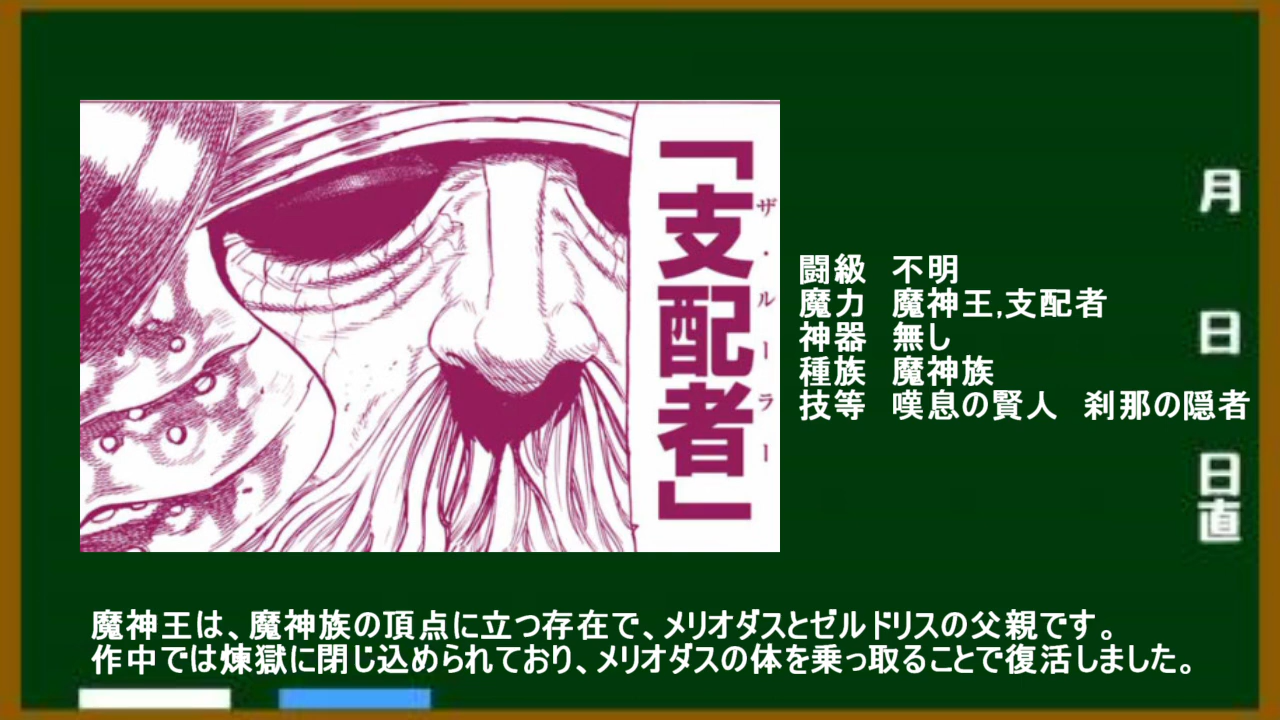 「支配者」
ザ・ルーラー
闘級 不明
魔力 魔神王,支配者
神器 無し
種族 魔神族
技等 嘆息の賢人 刹那の隠者
月
日
日直
魔神王は、魔神族の頂点に立つ存在で、メリオダスとゼルドリスの父親です。
作中では煉獄に閉じ込められており、メリオダスの体を乗っ取ることで復活しました。